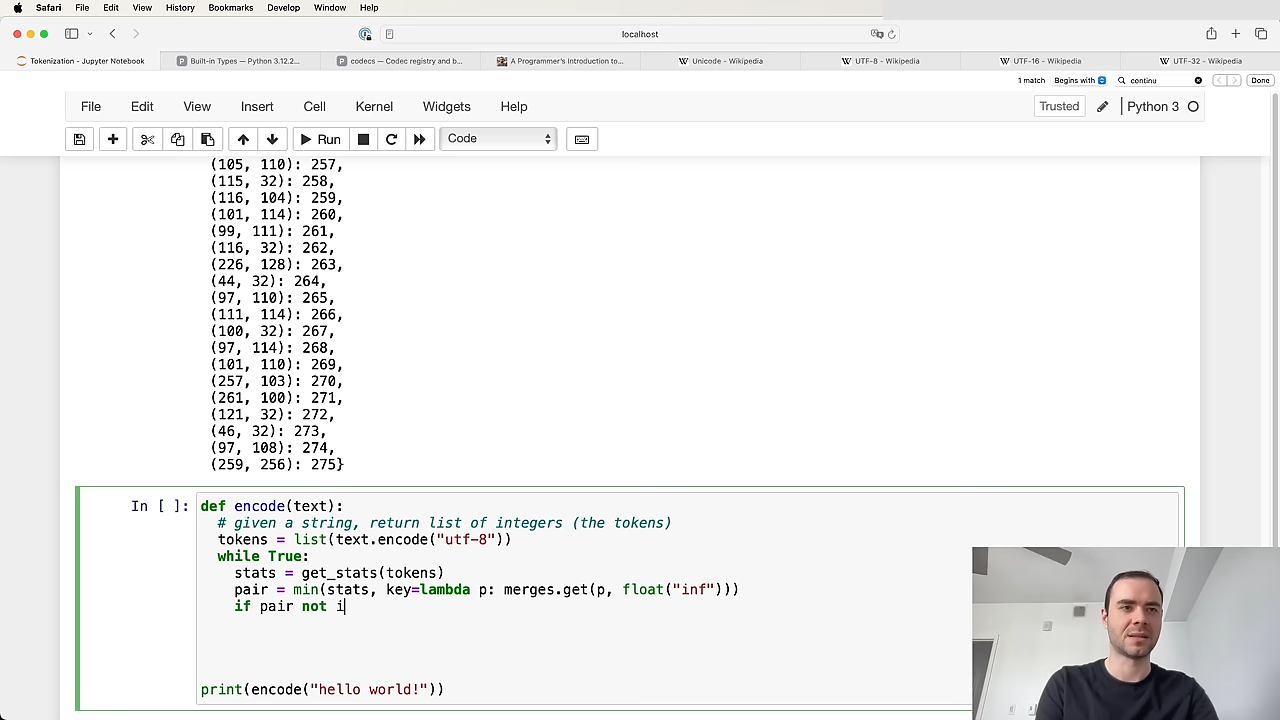 Safari File Edit View History Bookmarks Develop Window Help
localhost
Tokenization - Jupyter Notebook
Built-in Types — Python 3.12.2...
codecs — Codec registry and b...
A Programmer's Introduction to...
Unicode - Wikipedia
UTF-8 - Wikipedia
UTF-16 - Wikipedia
UTF-32 - Wikipedia
1 match Begins with continu Done
File Edit View Insert Cell Kernel Widgets Help Trusted Python 3
Run Code
(105, 110): 257,
(115, 32): 258,
(116, 104): 259,
(101, 114): 260,
(99, 111): 261,
(116, 32): 262,
(226, 128): 263,
(44, 32): 264,
(97, 110): 265,
(111, 114): 266,
(100, 32): 267,
(97, 114): 268,
(101, 110): 269,
(257, 103): 270,
(261, 100): 271,
(121, 32): 272,
(46, 32): 273,
(97, 108): 274,
(259, 256): 275}
In [ ]: def encode(text):
# given a string, return list of integers (the tokens)
tokens = list(text.encode("utf-8"))
while True:
stats = get_stats(tokens)
pair = min(stats, key=lambda p: merges.get(p, float("inf")))
if pair not i
print(encode("hello world!"))